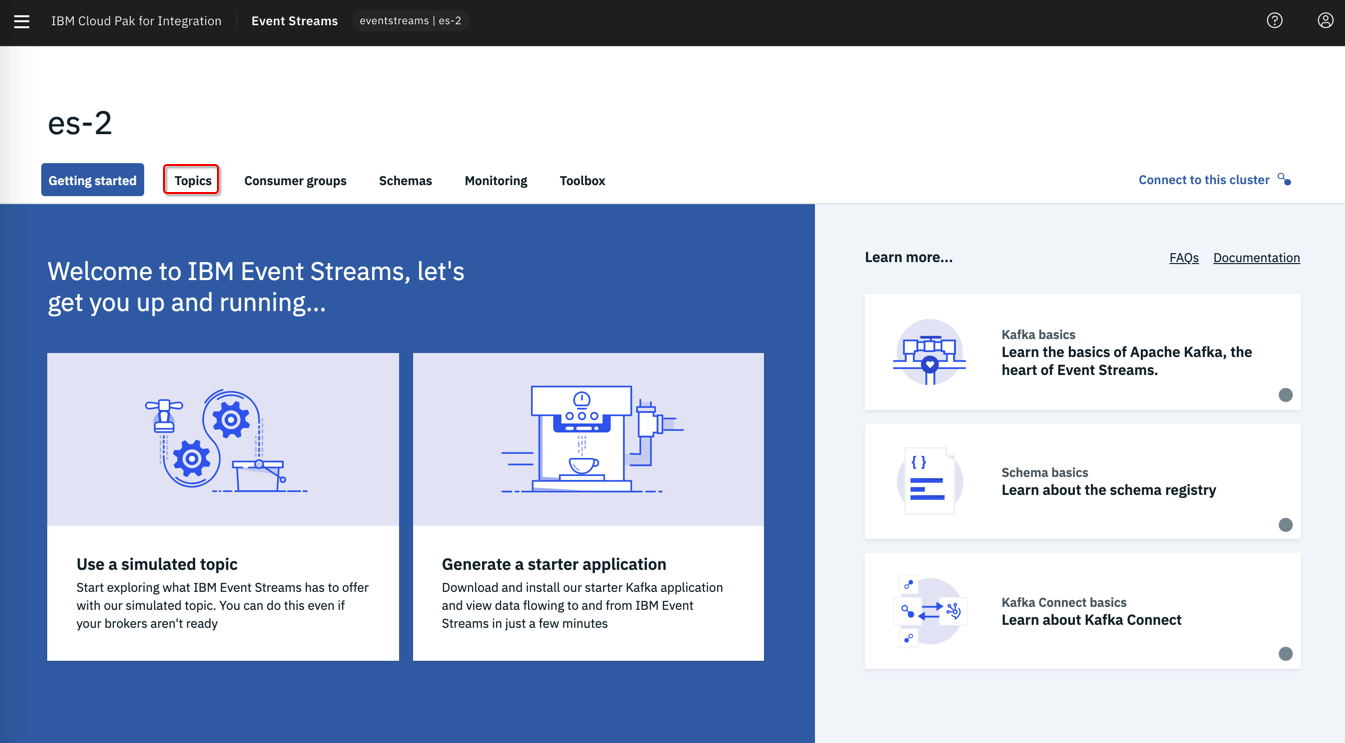 IBM Cloud Pak for Integration
Event Streams
eventstreams | es-2
es-2
Getting started
Topics
Consumer groups
Schemas
Monitoring
Toolbox
Connect to this cluster
Welcome to IBM Event Streams, let's
get you up and running...
Use a simulated topic
Start exploring what IBM Event Streams has to offer
with our simulated topic. You can do this even if
your brokers aren't ready
Generate a starter application
Download and install our starter Kafka application
and view data flowing to and from IBM Event
Streams in just a few minutes
Learn more...
FAQs
Documentation
Kafka basics
Learn the basics of Apache Kafka, the
heart of Event Streams.
{ }
Schema basics
Learn about the schema registry
Kafka Connect basics
Learn about Kafka Connect